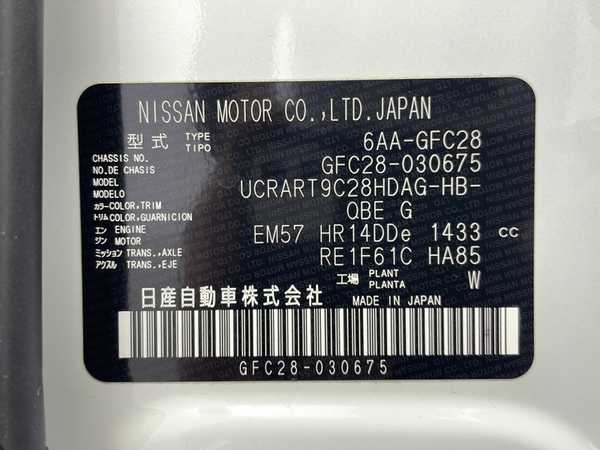 NISSAN MOTOR CO.,LTD.JAPAN
型式 TYPE TIPO 6AA-GFC28
CHASSIS NO. NO.DE CHASIS GFC28-030675
MODEL MODELO UCRART9C28HDAG-HB-
カラー COLOR,TRIM トリム COLOR,GUARNICION QBE G
エン ENGINE ジン MOTOR EM57 HR14DDe 1433 cc
ミッション TRANS.,AXLE アクスル TRANS.,EJE RE1F61C HA85
工場 PLANT PLANTA W
日産自動車株式会社 MADE IN JAPAN
GFC28-030675